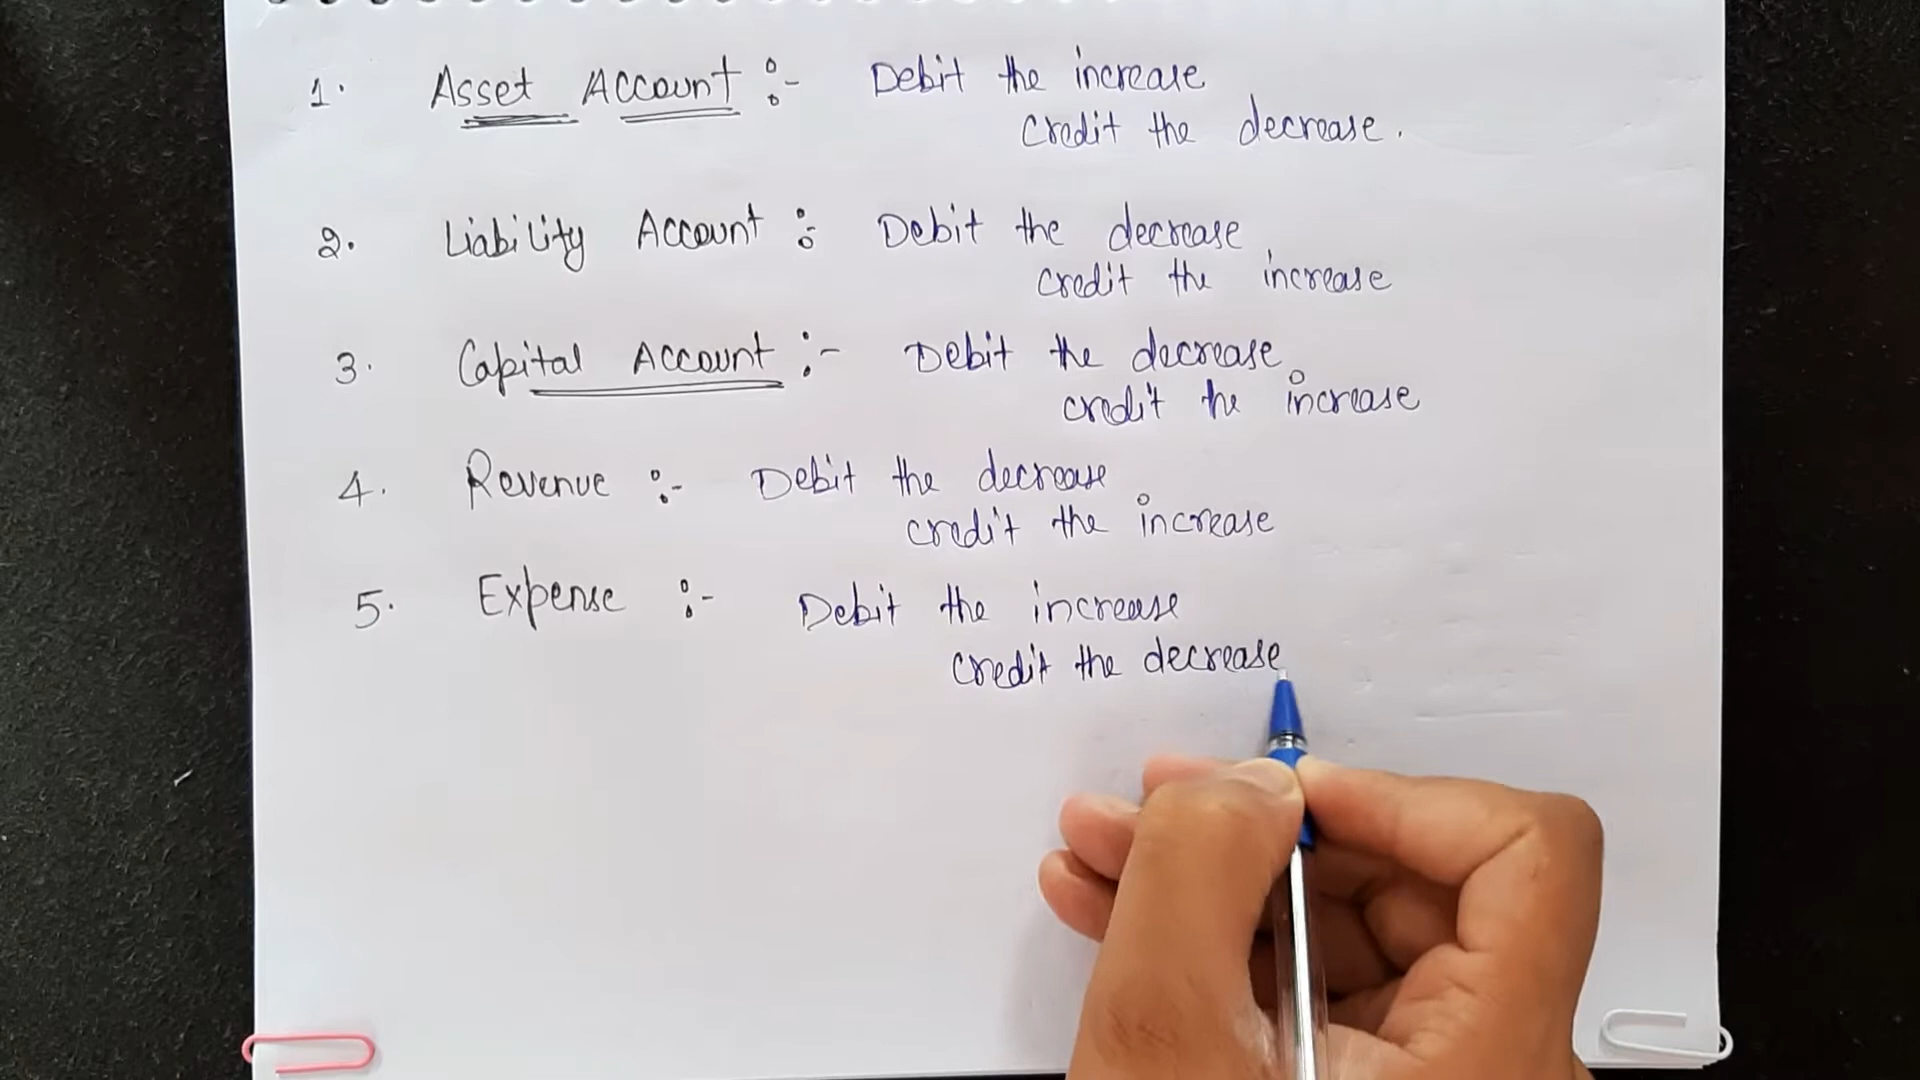 1. Asset Account :- Debit the increase
credit the decrease.
2. Liability Account : Debit the decrease
credit the increase
3. Capital Account :- Debit the decrease
credit the increase
4. Revenue :- Debit the decrease
credit the increase
5. Expense :- Debit the increase
credit the decrease